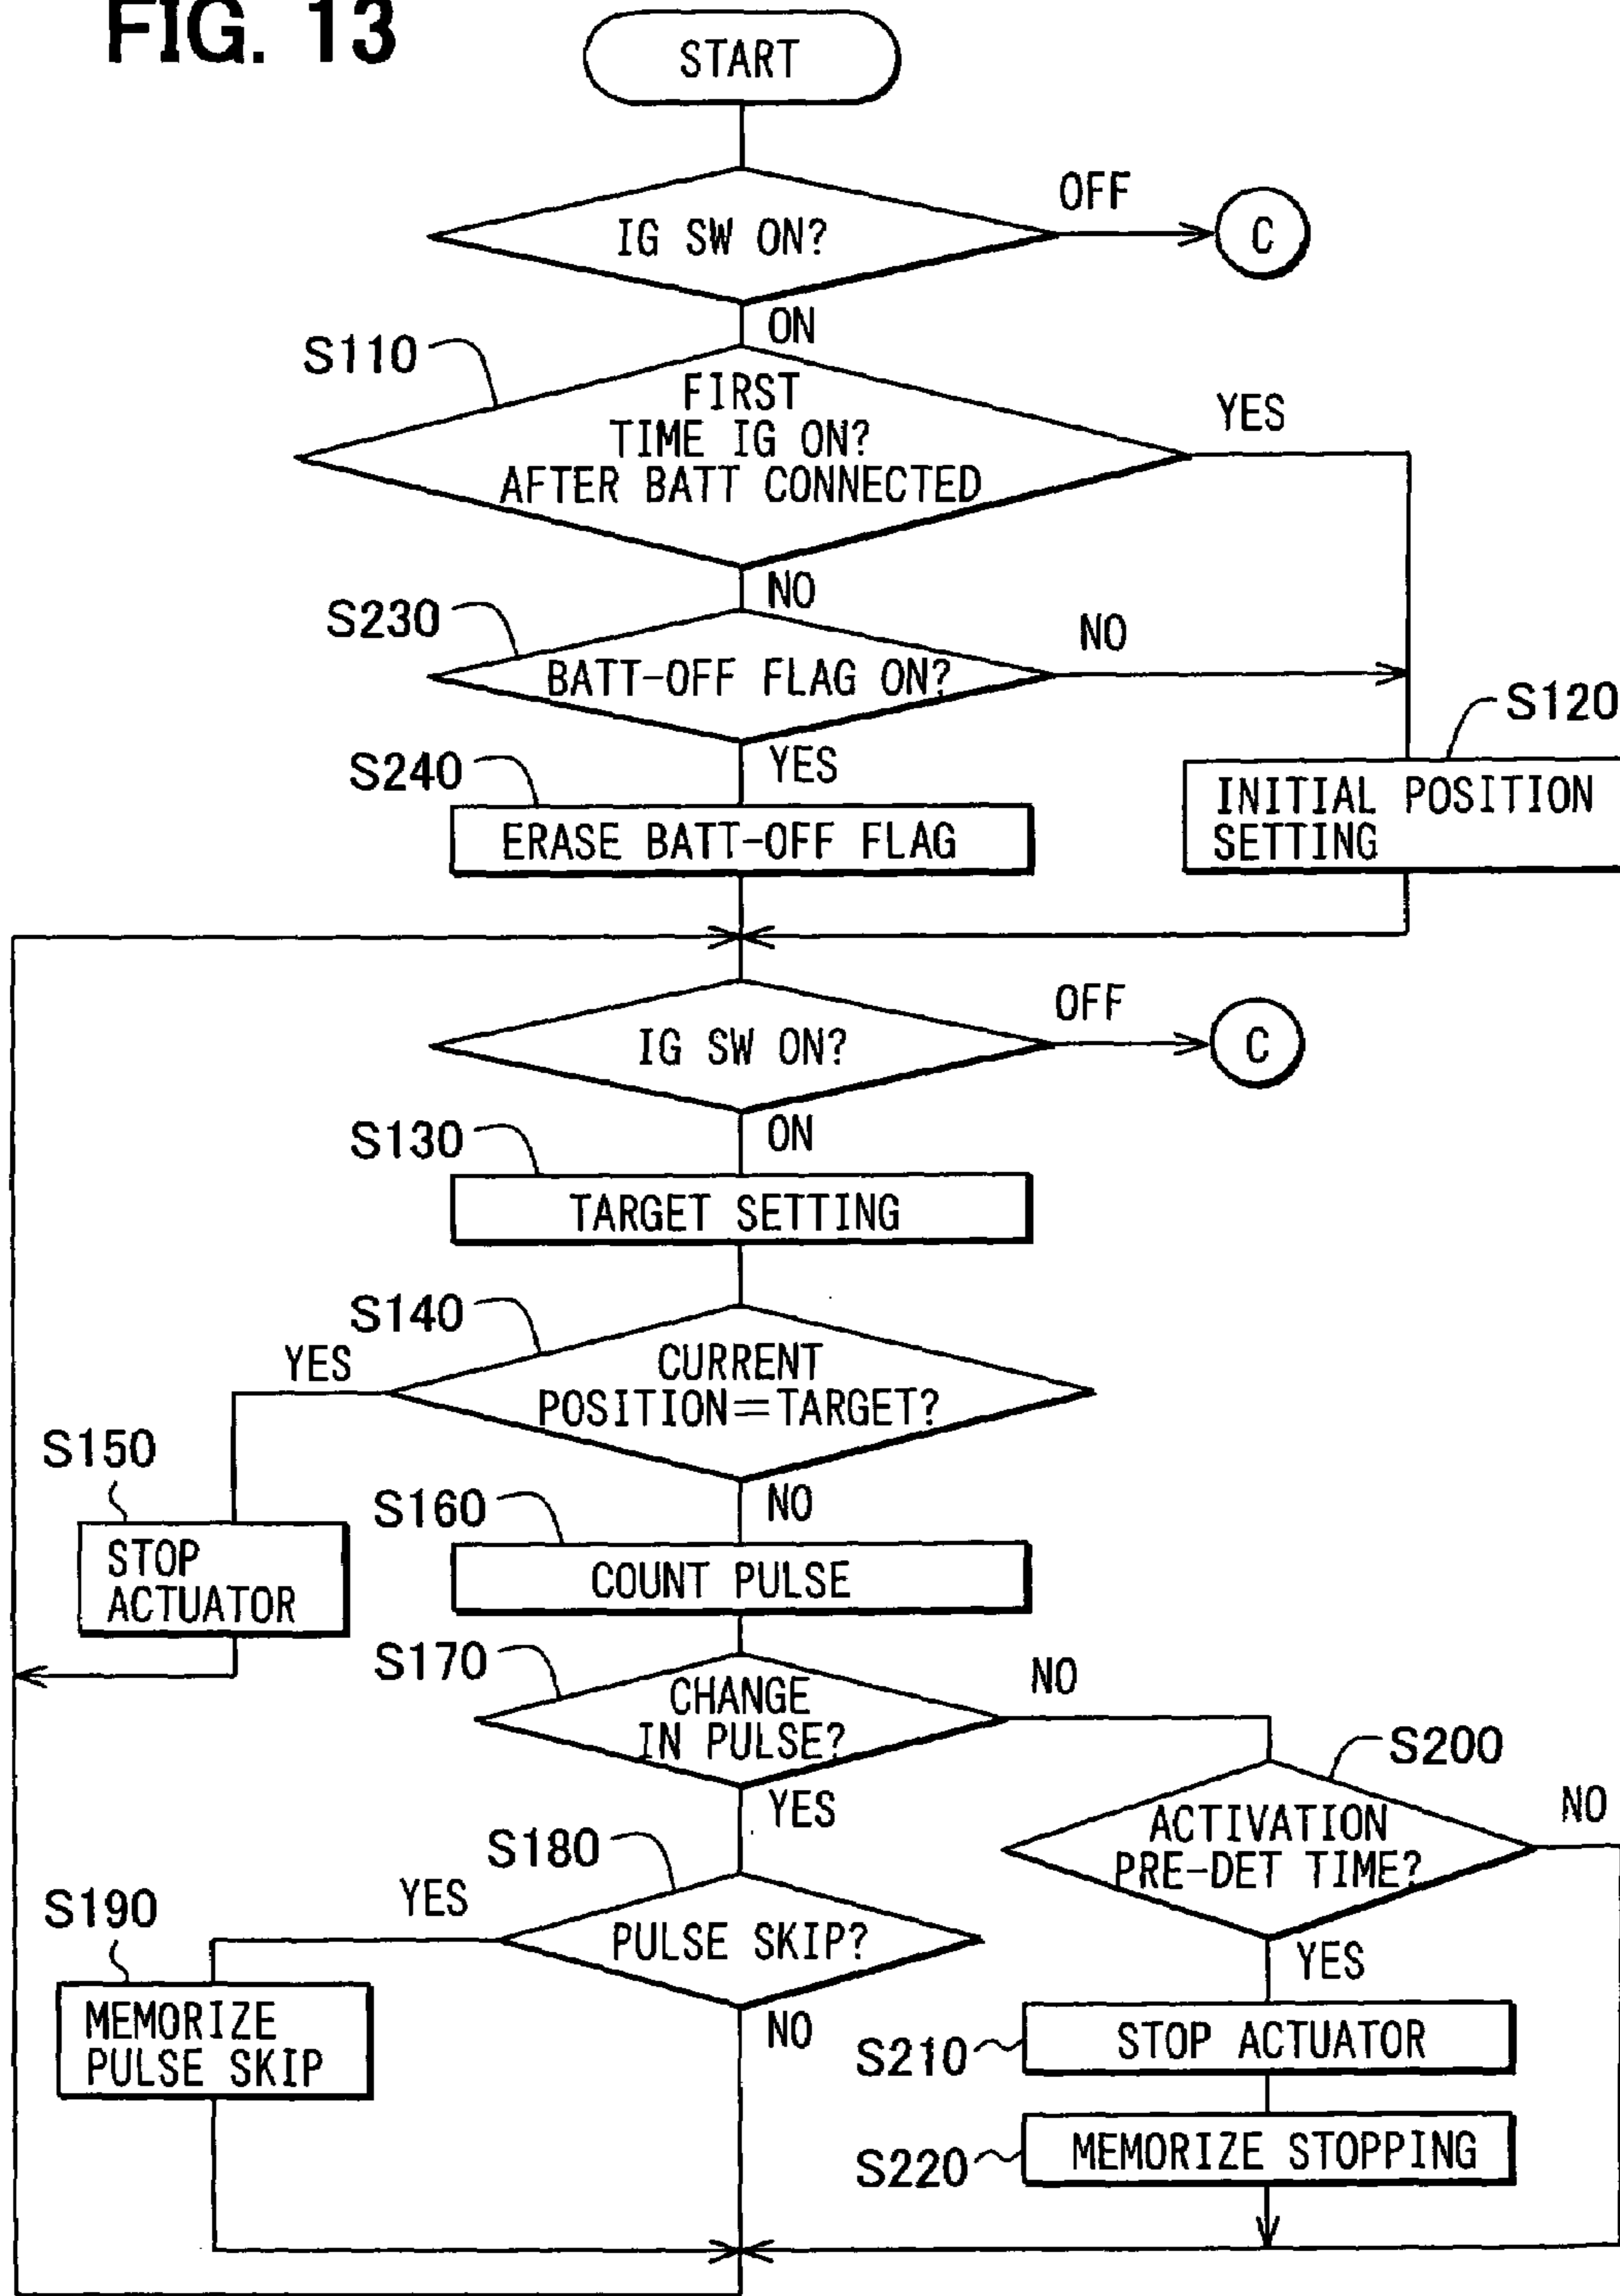 FIG. 13
START
IG SW ON?
OFF
C
ON
S110
FIRST
TIME IG ON?
AFTER BATT CONNECTED
YES
NO
S230
BATT-OFF FLAG ON?
NO
S120
INITIAL POSITION
SETTING
YES
S240
ERASE BATT-OFF FLAG
IG SW ON?
OFF
C
ON
S130
TARGET SETTING
S140
CURRENT
POSITION=TARGET?
YES
S150
STOP
ACTUATOR
NO
S160
COUNT PULSE
S170
CHANGE
IN PULSE?
NO
S200
ACTIVATION
PRE-DET TIME?
NO
YES
S180
PULSE SKIP?
YES
S190
MEMORIZE
PULSE SKIP
NO
YES
S210
STOP ACTUATOR
S220
MEMORIZE STOPPING